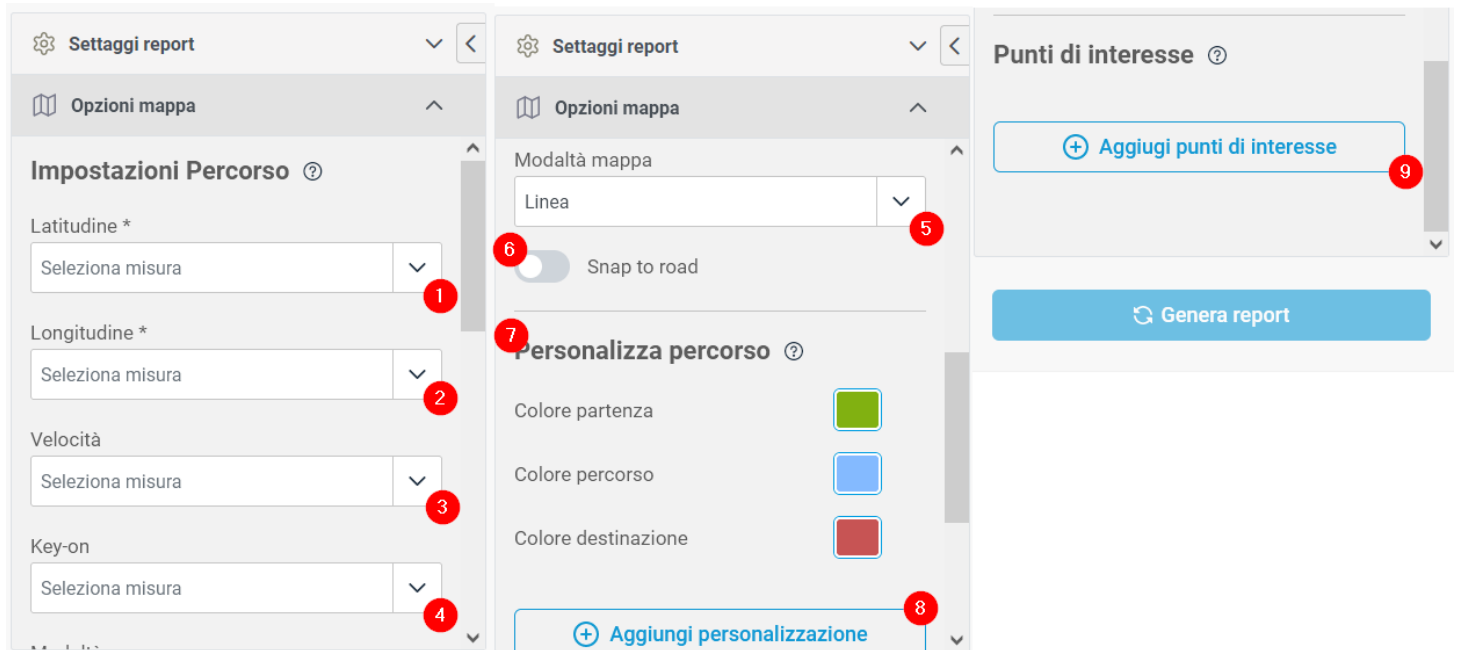 Settaggi report
Opzioni mappa
Impostazioni Percorso ?
Latitudine *
Seleziona misura
1
Longitudine *
Seleziona misura
2
Velocità
Seleziona misura
3
Key-on
Seleziona misura
4
Settaggi report
Opzioni mappa
Modaltà mappa
Linea
5
6
Snap to road
7
Personalizza percorso ?
Colore partenza
Colore percorso
Colore destinazione
8
Aggiungi personalizzazione
Punti di interesse ?
Aggiugi punti di interesse
9
Genera report